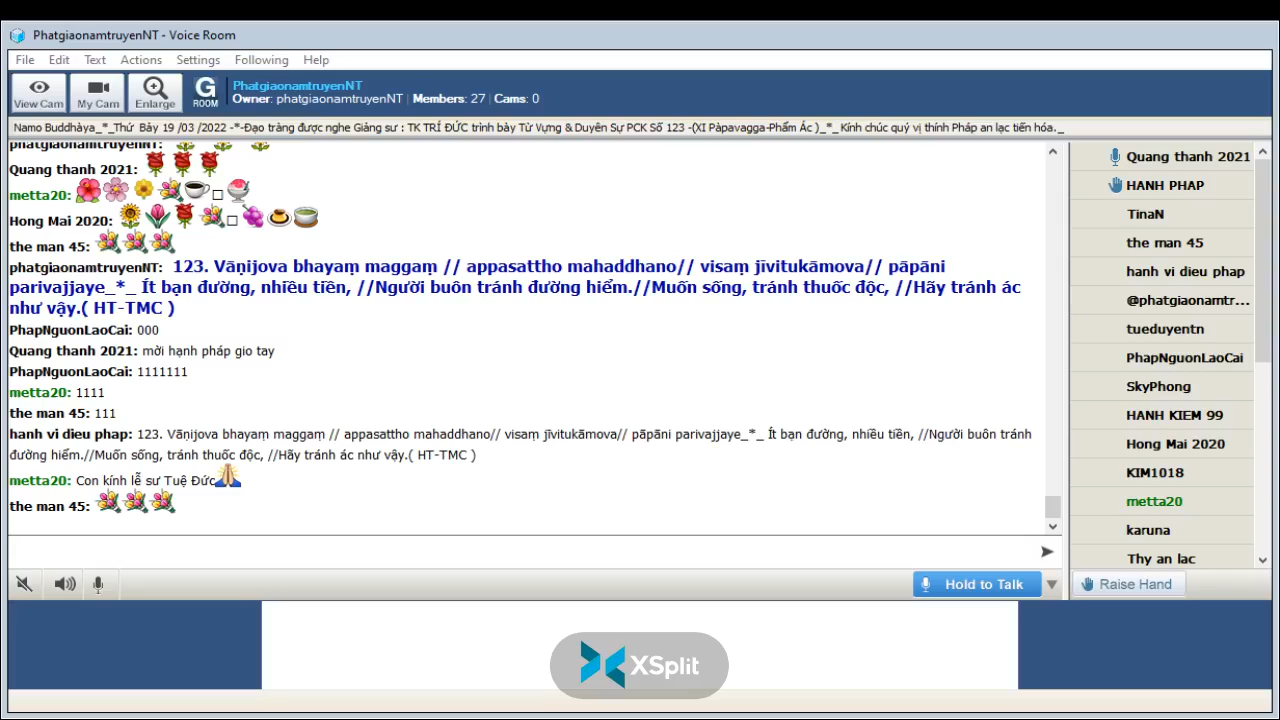 PhatgiaonamtruyenNT - Voice Room
File Edit Text Actions Settings Following Help
View Cam My Cam Enlarge G ROOM
PhatgiaonamtruyenNT
Owner: phatgiaonamtruyenNT | Members: 27 | Cams: 0
Namo Buddhàya_*_Thứ Bảy 19 /03 /2022 -*-Đạo tràng được nghe Giảng sư : TK TRÍ ĐỨC trình bày Từ Vựng & Duyên Sự PCK Số 123 -(XI Pàpavagga-Phẩm Ác )_*_ Kính chúc quý vị thính Pháp an lạc tiến hóa._
phatgiaonamtruyenNT:
Quang thanh 2021:
metta20:
Hong Mai 2020:
the man 45:
phatgiaonamtruyenNT: 123. Vāṇijova bhayaṃ maggaṃ // appasattho mahaddhano// visaṃ jīvitukāmova// pāpāni
parivajjaye_*_ Ít bạn đường, nhiều tiền, //Người buôn tránh đường hiểm.//Muốn sống, tránh thuốc độc, //Hãy tránh ác
như vậy.( HT-TMC )
PhapNguonLaoCai: 000
Quang thanh 2021: mời hạnh pháp gio tay
PhapNguonLaoCai: 1111111
metta20: 1111
the man 45: 111
hanh vi dieu phap: 123. Vāṇijova bhayaṃ maggaṃ // appasattho mahaddhano// visaṃ jīvitukāmova// pāpāni parivajjaye_*_ Ít bạn đường, nhiều tiền, //Người buôn tránh
đường hiểm.//Muốn sống, tránh thuốc độc, //Hãy tránh ác như vậy.( HT-TMC )
metta20: Con kính lễ sư Tuệ Đức
the man 45:
Hold to Talk
Quang thanh 2021
HANH PHAP
TinaN
the man 45
hanh vi dieu phap
@phatgiaonamtr...
tueduyentn
PhapNguonLaoCai
SkyPhong
HANH KIEM 99
Hong Mai 2020
KIM1018
metta20
karuna
Thy an lac
Raise Hand
XSplit